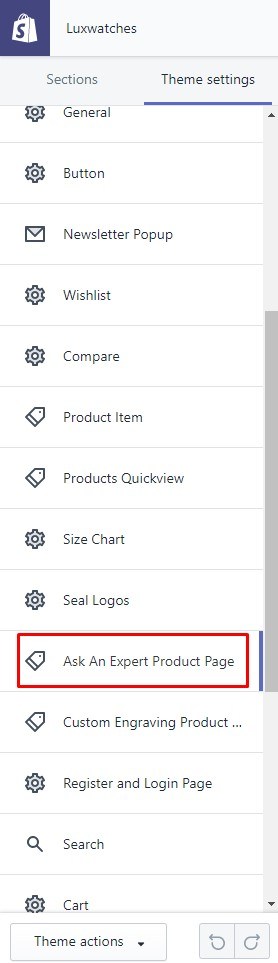 Luxwatches
Sections Theme settings
General
Button
Newsletter Popup
Wishlist
Compare
Product Item
Products Quickview
Size Chart
Seal Logos
Ask An Expert Product Page
Custom Engraving Product ...
Register and Login Page
Search
Cart
Theme actions